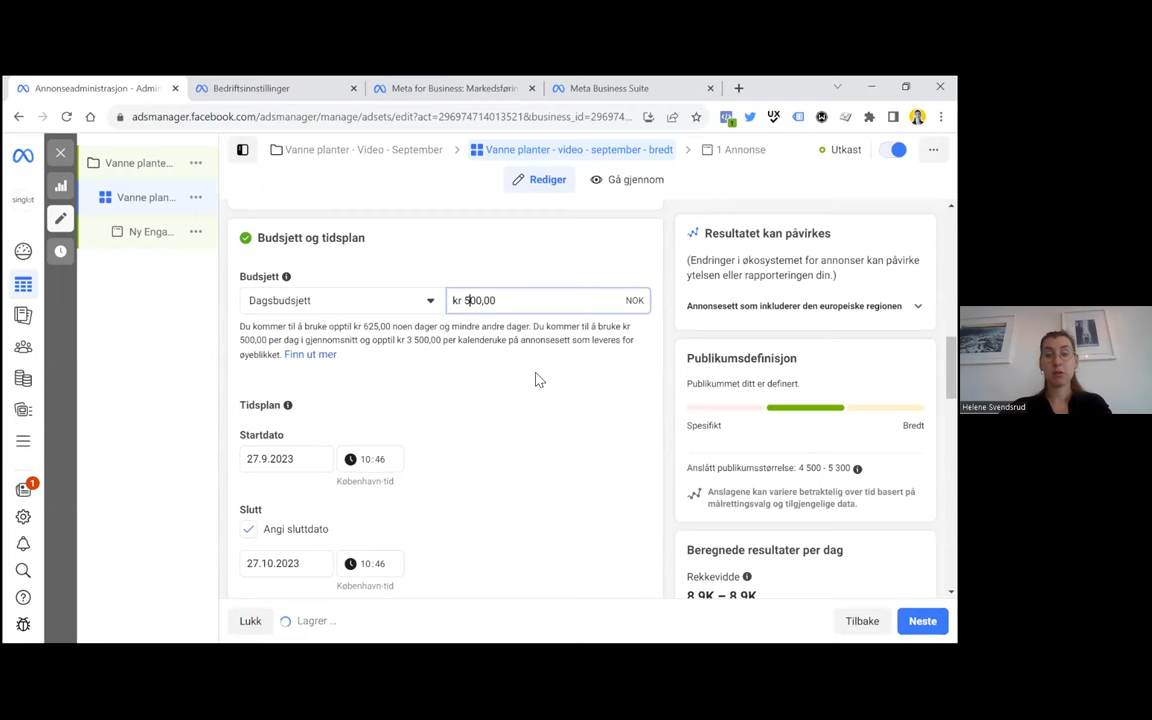 Annonseadministrasjon - Admin
Bedriftsinnstillinger
Meta for Business: Markedsførin
Meta Business Suite
adsmanager.facebook.com/adsmanager/manage/adsets/edit?act=296974714013521&business_id=296974...
Vanne plante...
Vanne plan...
Ny Enga...
singlot
1
Vanne planter - Video - September
Vanne planter - video - september - bredt
1 Annonse
Utkast
Rediger
Gå gjennom
Budsjett og tidsplan
Budsjett
Dagsbudsjett
kr 500,00
NOK
Du kommer til å bruke opptil kr 625,00 noen dager og mindre andre dager. Du kommer til å bruke kr
500,00 per dag i gjennomsnitt og opptil kr 3 500,00 per kalenderuke på annonsesett som leveres for
øyeblikket. Finn ut mer
Tidsplan
Startdato
27.9.2023
10:46
København-tid
Slutt
Angi sluttdato
27.10.2023
10:46
København-tid
Lukk
Lagrer ...
Tilbake
Neste
Resultatet kan påvirkes
(Endringer i økosystemet for annonser kan påvirke
ytelsen eller rapporteringen din.)
Annonsesett som inkluderer den europeiske regionen
Publikumsdefinisjon
Publikummet ditt er definert.
Spesifikt
Bredt
Anslått publikumsstørrelse: 4 500 - 5 300
Anslagene kan variere betraktelig over tid basert på
målrettingsvalg og tilgjengelige data.
Beregnede resultater per dag
Rekkevidde
8.9K – 8.9K
Helene Svendsrud